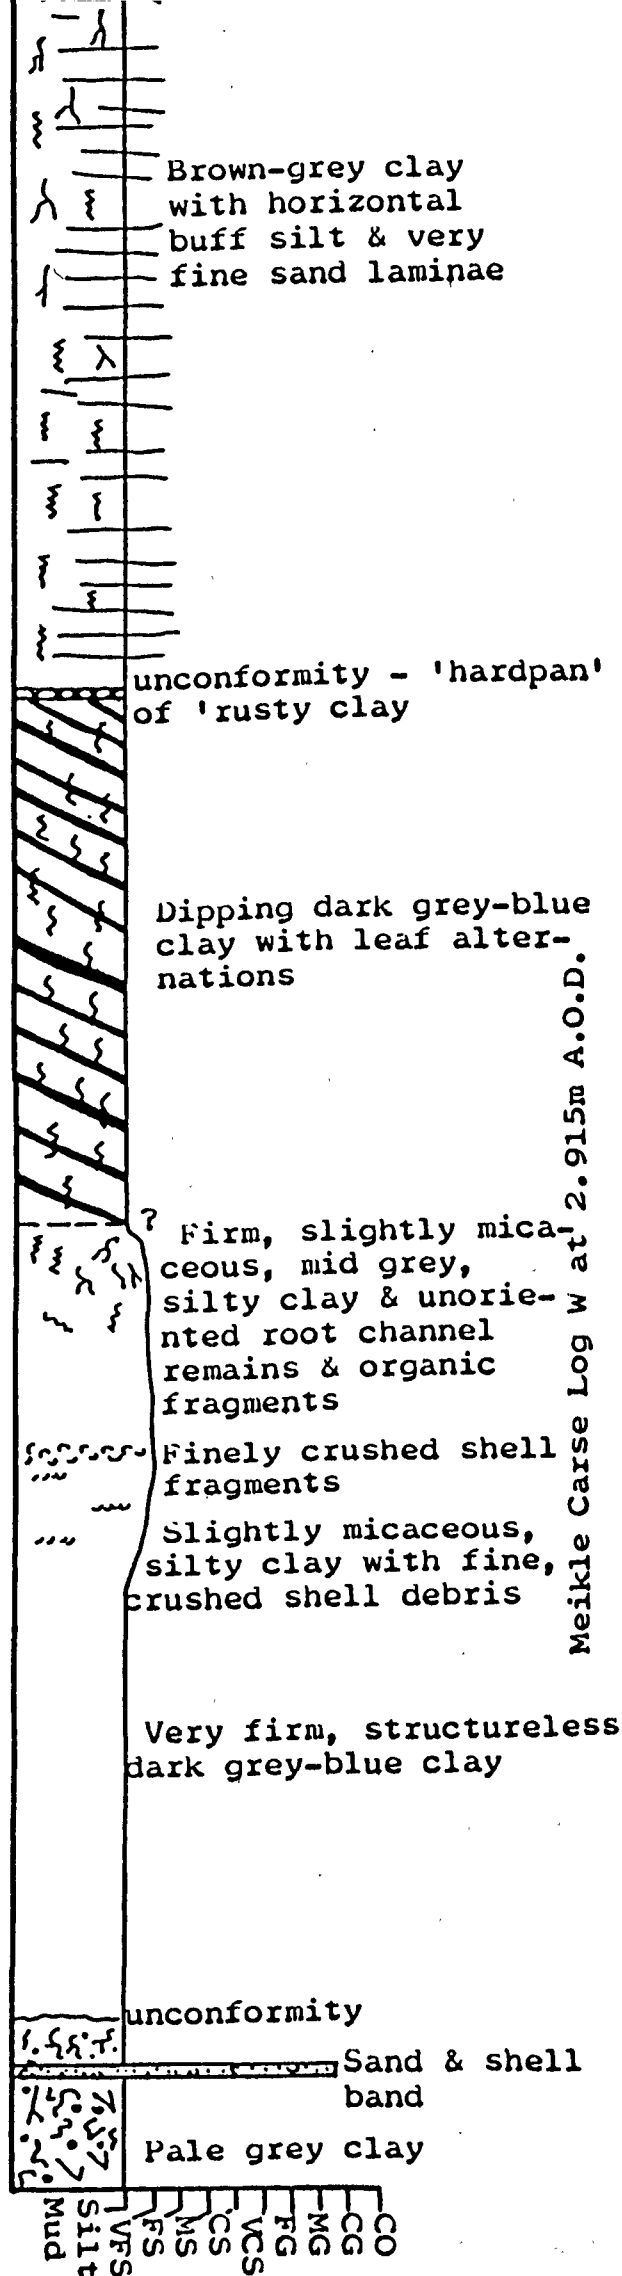 Brown-grey clay
with horizontal
buff silt & very
fine sand laminae
unconformity - 'hardpan'
of 'rusty clay
Dipping dark grey-blue
clay with leaf alter-
nations
?
Firm, slightly mica-
ceous, mid grey,
silty clay & unorie-
nted root channel
remains & organic
fragments
Finely crushed shell
fragments
Slightly micaceous,
silty clay with fine,
crushed shell debris
Very firm, structureless
dark grey-blue clay
unconformity
Sand & shell
band
Pale grey clay
Meikle Carse Log W at 2.915m A.O.D.
Mud
Silt
VFS
FS
MS
CS
VCS
FG
MG
CG
CO